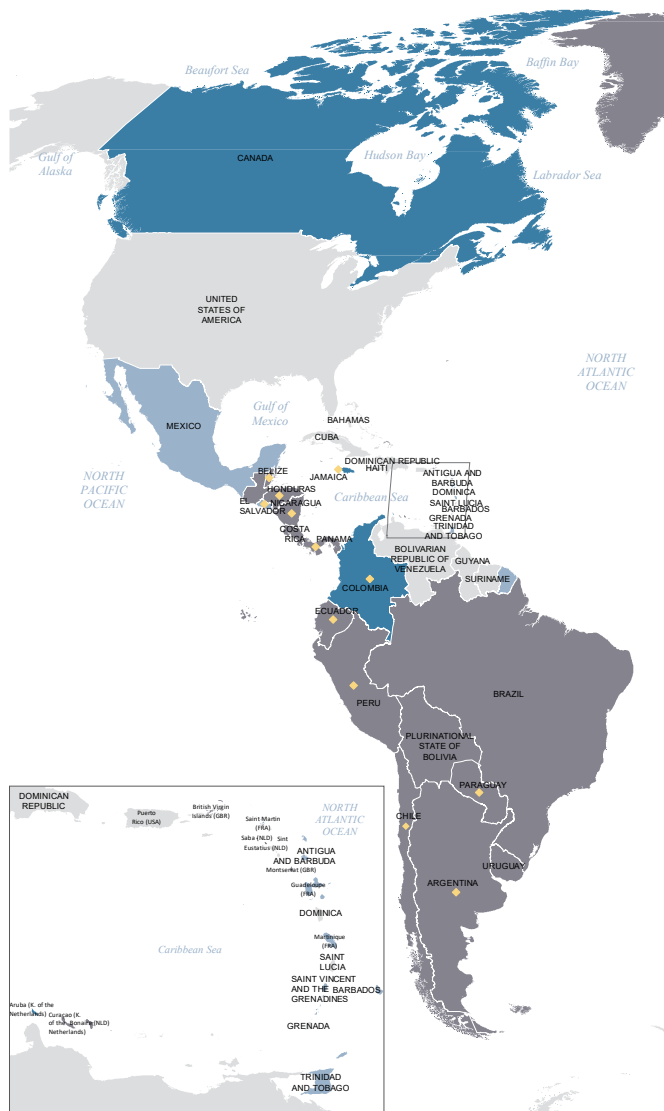 Beaufort Sea
Baffin Bay
Gulf of
Alaska
CANADA
Hudson Bay
Labrador Sea
UNITED
STATES OF
AMERICA
NORTH
ATLANTIC
OCEAN
MEXICO
Gulf of
Mexico
BAHAMAS
CUBA
NORTH
PACIFIC
OCEAN
BELIZE
DOMINICAN REPUBLIC
HAITI
JAMAICA
HONDURAS
Caribbean Sea
EL
SALVADOR
NICARAGUA
ANTIGUA AND
BARBUDA
DOMINICA
SAINT LUCIA
BARBADOS
GRENADA
TRINIDAD
AND TOBAGO
COSTA
RICA
PANAMA
BOLIVARIAN
REPUBLIC OF
VENEZUELA
GUYANA
SURINAME
COLOMBIA
ECUADOR
PERU
BRAZIL
PLURINATIONAL
STATE OF
BOLIVIA
PARAGUAY
CHILE
URUGUAY
ARGENTINA
DOMINICAN
REPUBLIC
Puerto
Rico (USA)
British Virgin
Islands (GBR)
Saint-Martin
(FRA)
Saba (NLD)
Sint
Eustatius (NLD)
NORTH
ATLANTIC
OCEAN
ANTIGUA
AND BARBUDA
Montserrat (GBR)
Guadeloupe
(FRA)
DOMINICA
Martinique
(FRA)
Caribbean Sea
SAINT
LUCIA
SAINT VINCENT
AND THE
GRENADINES
BARBADOS
Aruba (K. of the
Netherlands)
Curaçao (K.
of the
Netherlands)
Bonaire(NLD)
GRENADA
TRINIDAD
AND TOBAGO